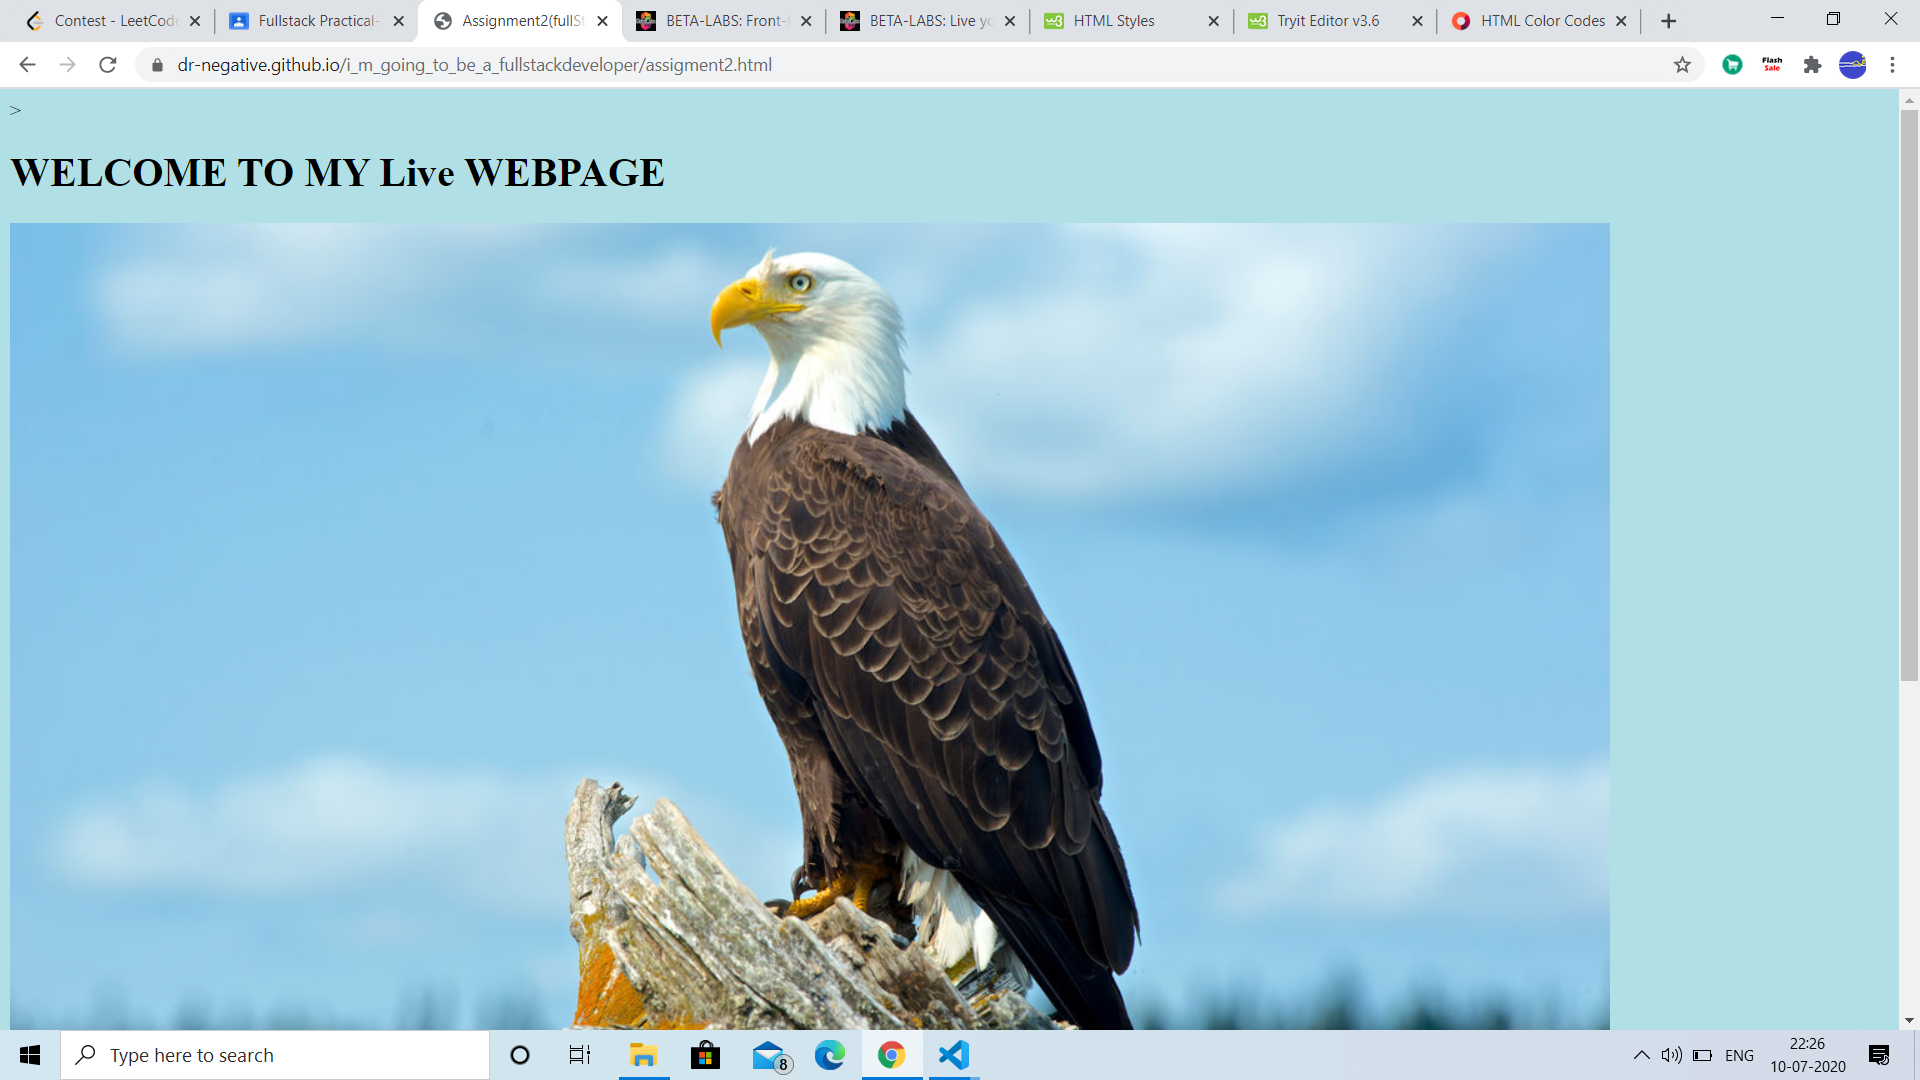 Contest - LeetCode
Fullstack Practical-
Assignment2(fullSt
BETA-LABS: Front-
BETA-LABS: Live yo
HTML Styles
Tryit Editor v3.6
HTML Color Codes
dr-negative.github.io/i_m_going_to_be_a_fullstackdeveloper/assigment2.html
Flash
Sale
>
WELCOME TO MY Live WEBPAGE
Type here to search
8
ENG
22:26
10-07-2020